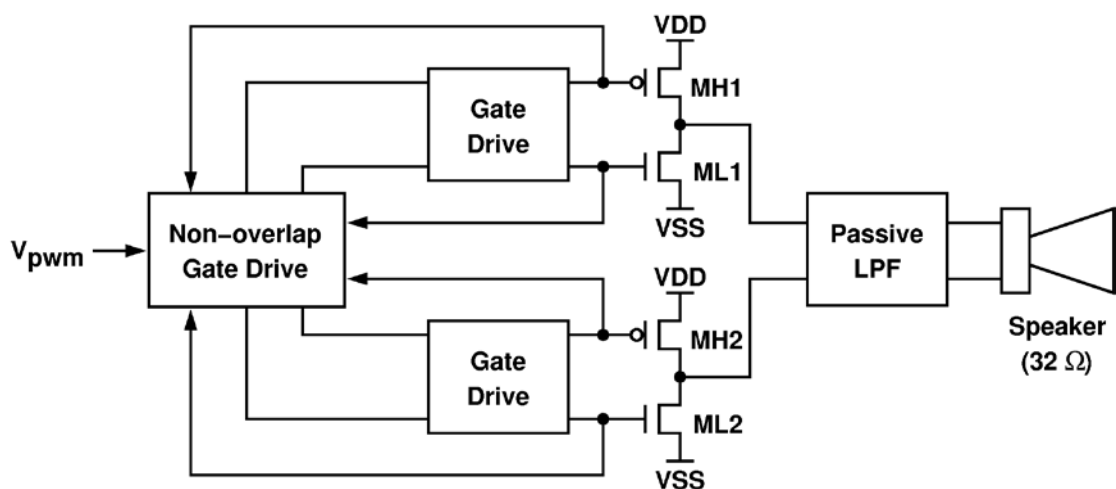 VDD
Gate
Drive
MH1
ML1
VSS
Non-overlap
Gate Drive
Vpwm
Passive
LPF
VDD
Speaker
(32 Ω)
Gate
Drive
MH2
ML2
VSS